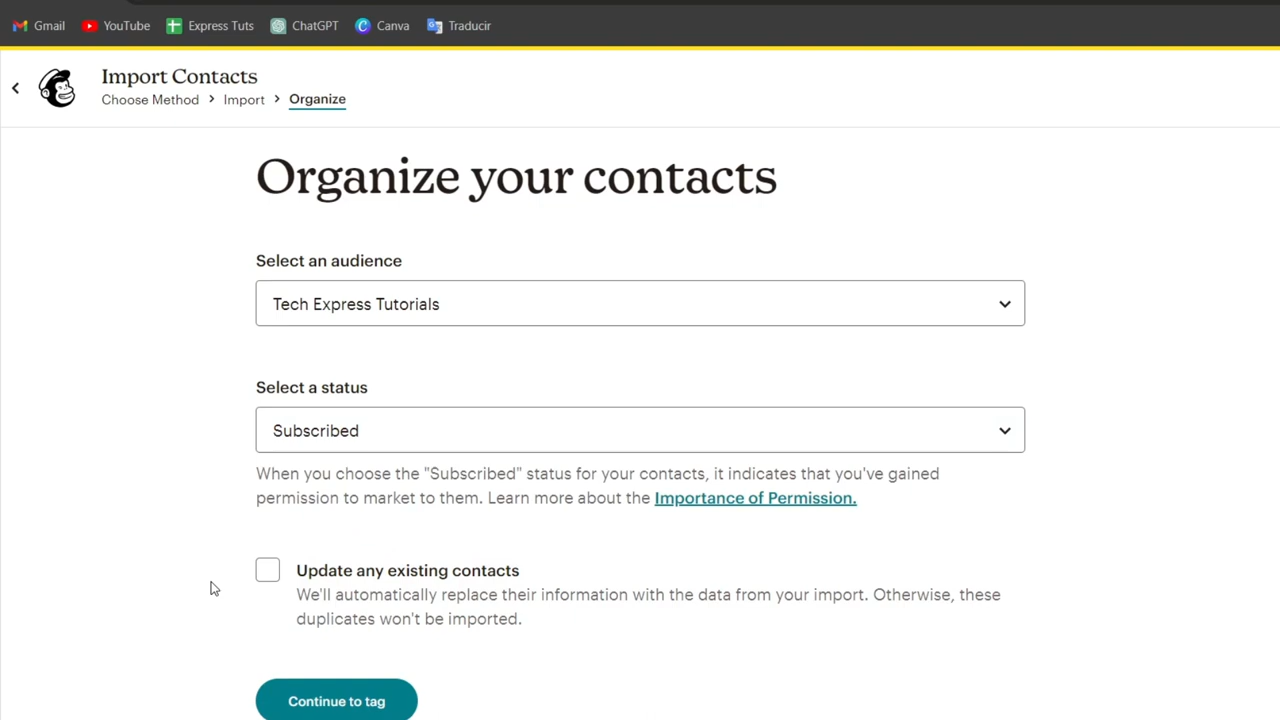 Gmail YouTube Express Tuts ChatGPT Canva Traducir
Import Contacts
Choose Method > Import > Organize
Organize your contacts
Select an audience
Tech Express Tutorials
Select a status
Subscribed
When you choose the "Subscribed" status for your contacts, it indicates that you've gained
permission to market to them. Learn more about the Importance of Permission.
Update any existing contacts
We'll automatically replace their information with the data from your import. Otherwise, these
duplicates won't be imported.
Continue to tag